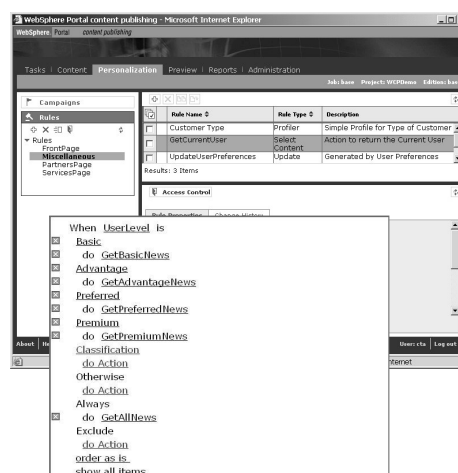 WebSphere Portal content publishing - Microsoft Internet Explorer
WebSphere Portal content publishing
Tasks | Content | Personalization | Preview | Reports | Administration
Job: base Project: WCPDemo Edition: bas
Campaigns
Rules
Rules
FrontPage
Miscellaneous
PartnersPage
ServicesPage
Rule Name Rule Type Description
Customer Type Profiler Simple Profile for Type of Customer
GetCurrentUser Select Content Action to return the Current User
UpdateUserPreferences Update Generated by User Preferences
Results: 3 Items
Access Control
Rule Properties Change History
When UserLevel is
Basic
do GetBasicNews
Advantage
do GetAdvantageNews
Preferred
do GetPreferredNews
Premium
do GetPremiumNews
Classification
do Action
Otherwise
do Action
Always
do GetAllNews
Exclude
do Action
order as is
show all items
About | He
User: cta | Log out
ternet